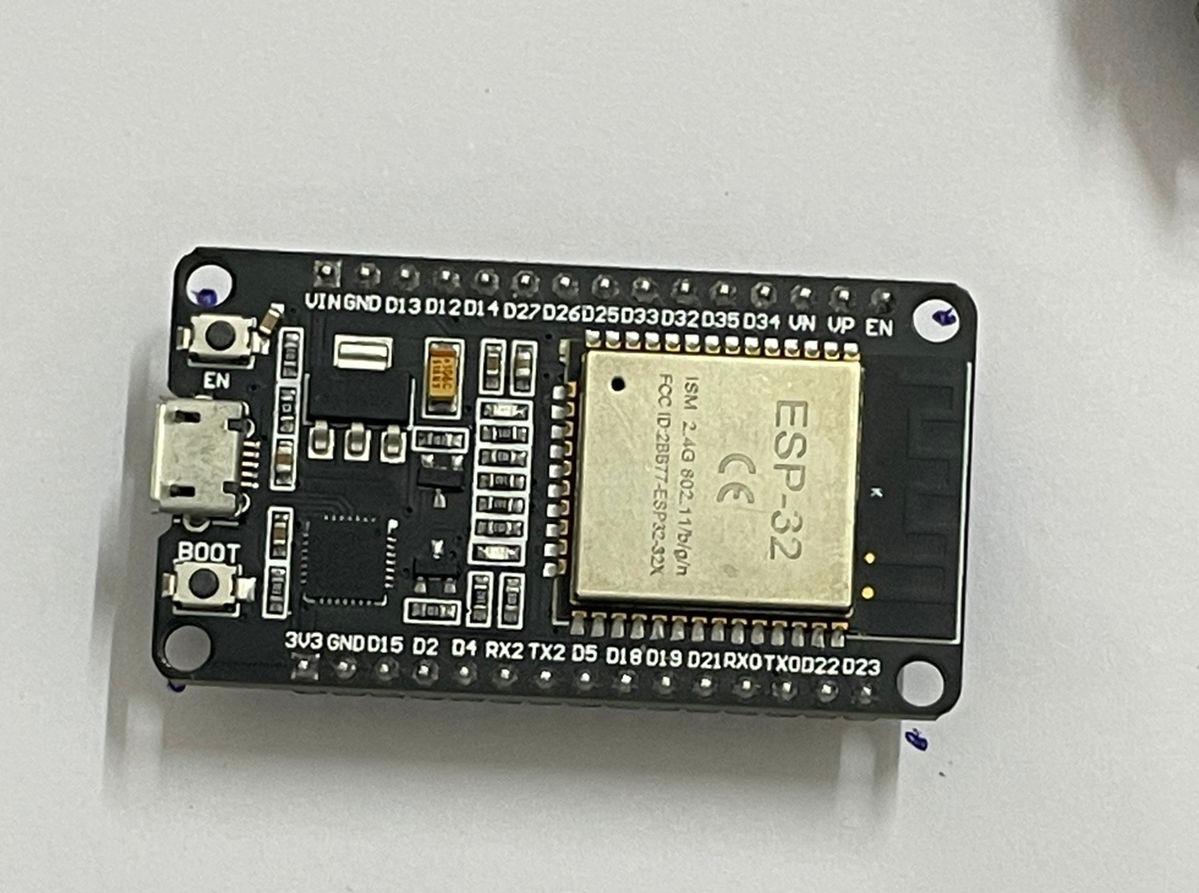 VIN GND D13 D12 D14 D27 D26 D25 D33 D32 D35 D34 VN VP EN
EN
BOOT
ESP-32
CE
ISM 2.4G 802.11/b/g/n
FCC ID:2BB77-ESP32-32X
3V3 GND D15 D2 D4 RX2 TX2 D5 D18 D19 D21 RX0 TX0 D22 D23